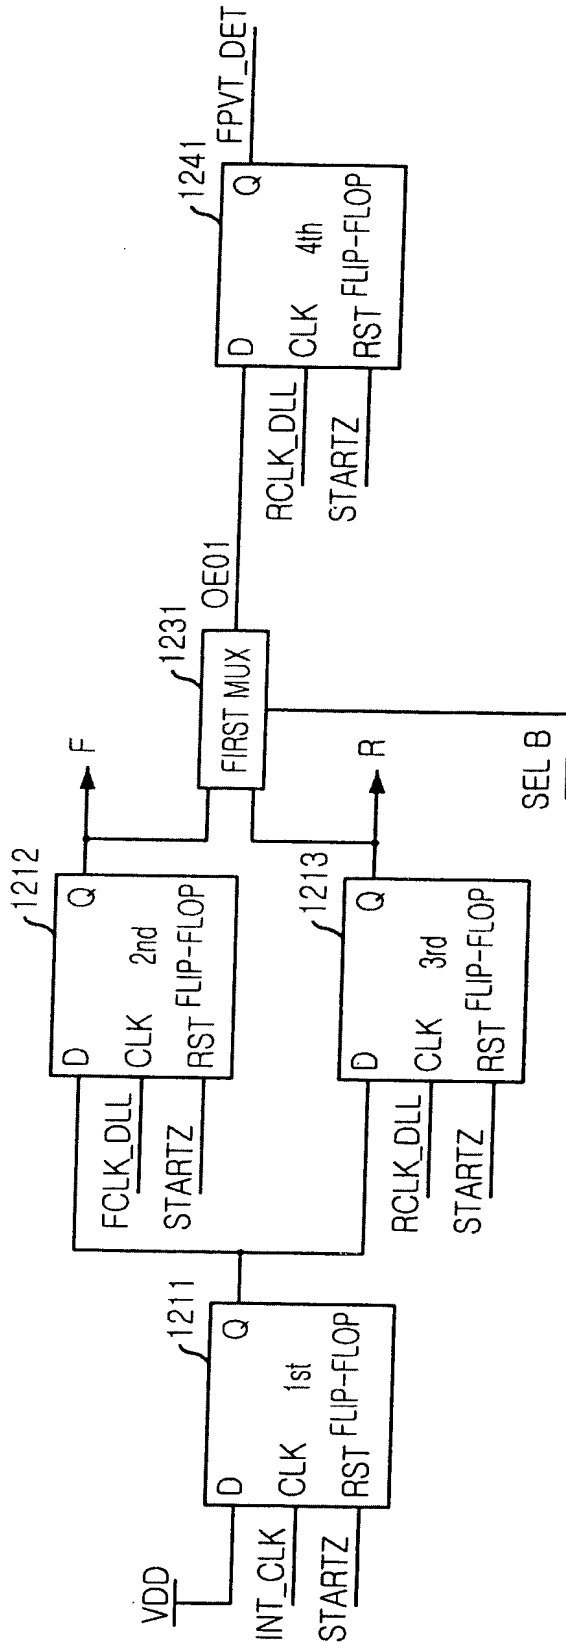 VDD
INT_CLK
STARTZ
1211
D
Q
CLK
1st
RST
FLIP-FLOP
FCLK_DLL
STARTZ
1212
D
Q
CLK
2nd
RST
FLIP-FLOP
F
RCLK_DLL
STARTZ
1213
D
Q
CLK
3rd
RST
FLIP-FLOP
R
1231
FIRST MUX
SEL B
OE01
RCLK_DLL
STARTZ
1241
D
Q
CLK
4th
RST
FLIP-FLOP
FPVT_DET